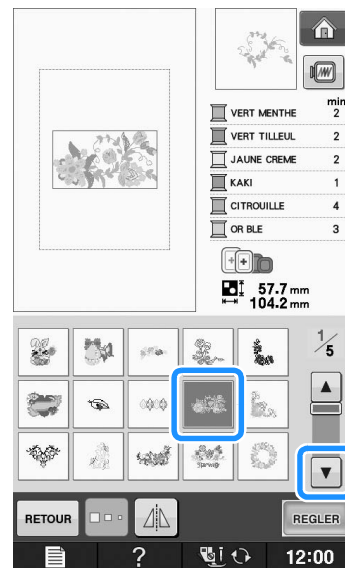 min
VERT MENTHE 2
VERT TILLEUL 2
JAUNE CREME 2
KAKI 1
CITROUILLE 4
OR BLE 3
57.7 mm
104.2 mm
1/5
RETOUR
REGLER
?
12:00